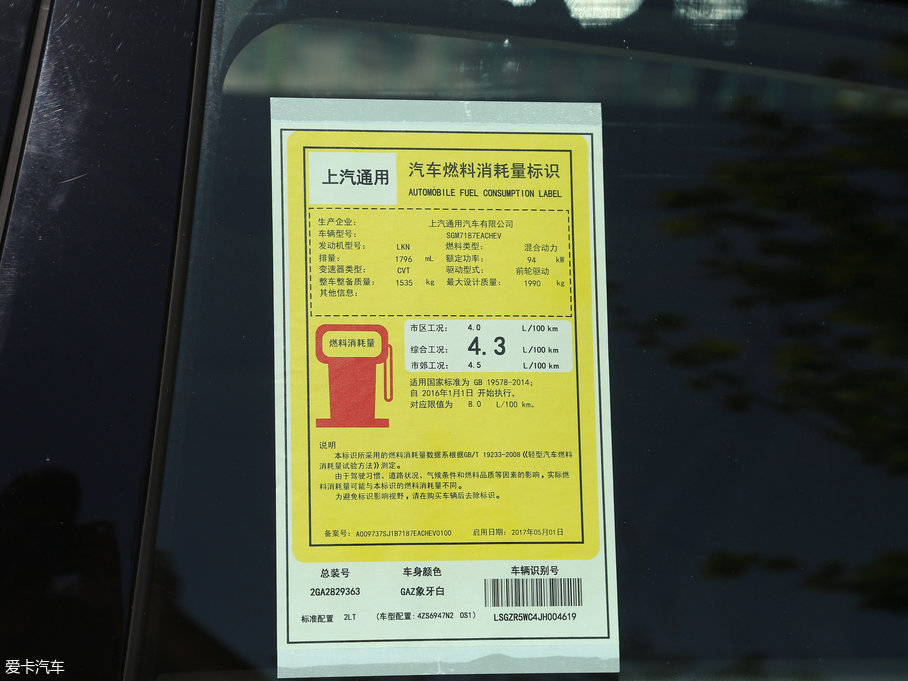 上汽通用
汽车燃料消耗量标识
AUTOMOBILE FUEL CONSUMPTION LABEL
生产企业: 上汽通用汽车有限公司
车辆型号: SGM7187EACHEV
发动机型号: LKN 燃料类型: 混合动力
排量: 1796 mL 额定功率: 94 kW
变速器类型: CVT 驱动型式: 前轮驱动
整车整备质量: 1535 kg 最大设计质量: 1990 kg
其他信息:
燃料消耗量
市区工况: 4.0 L/100 km
综合工况: 4.3 L/100 km
市郊工况: 4.5 L/100 km
适用国家标准为 GB 19578-2014;
自 2016年1月1日 开始执行,
对应限值为 8.0 L/100 km。
说明
本标识所采用的燃料消耗量数据系根据GB/T 19233-2008《轻型汽车燃料
消耗量试验方法》测定。
由于驾驶习惯、道路状况、气候条件和燃料品质等因素的影响,实际燃
料消耗量可能与本标识的燃料消耗量不同。
为避免标识影响视野,请在购买车辆后去除标识。
备案号: A009737SJ1B7187EACHEV0100 启用日期: 2017年05月01日
总装号 车身颜色 车辆识别号
2GA2829363 GAZ象牙白
标准配置 2LT (车型配置: 4ZS6947N2 0S1) LSGZR5WC4JH004619
爱卡汽车